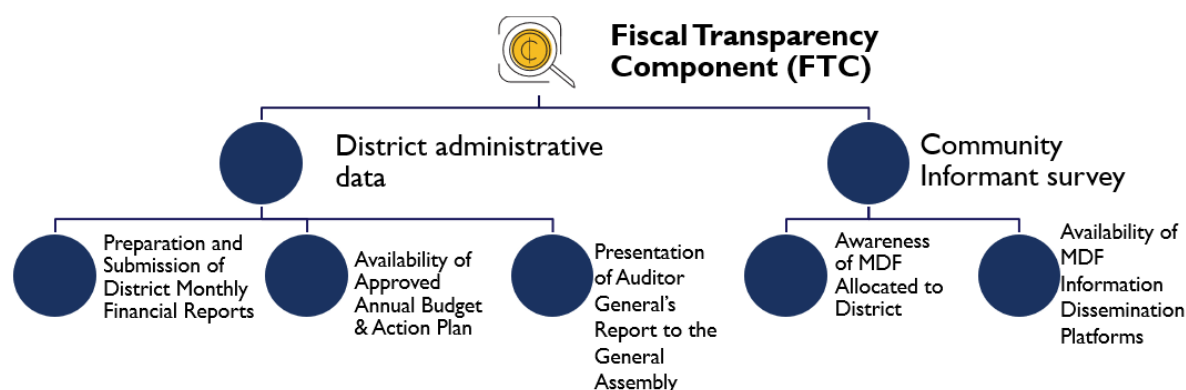 Fiscal Transparency
Component (FTC)
District administrative
data
Community
Informant survey
Preparation and
Submission of
District Monthly
Financial Reports
Availability of
Approved
Annual Budget
& Action Plan
Presentation
of Auditor
General's
Report to the
General
Assembly
Awareness
of MDF
Allocated to
District
Availability of
MDF
Information
Dissemination
Platforms